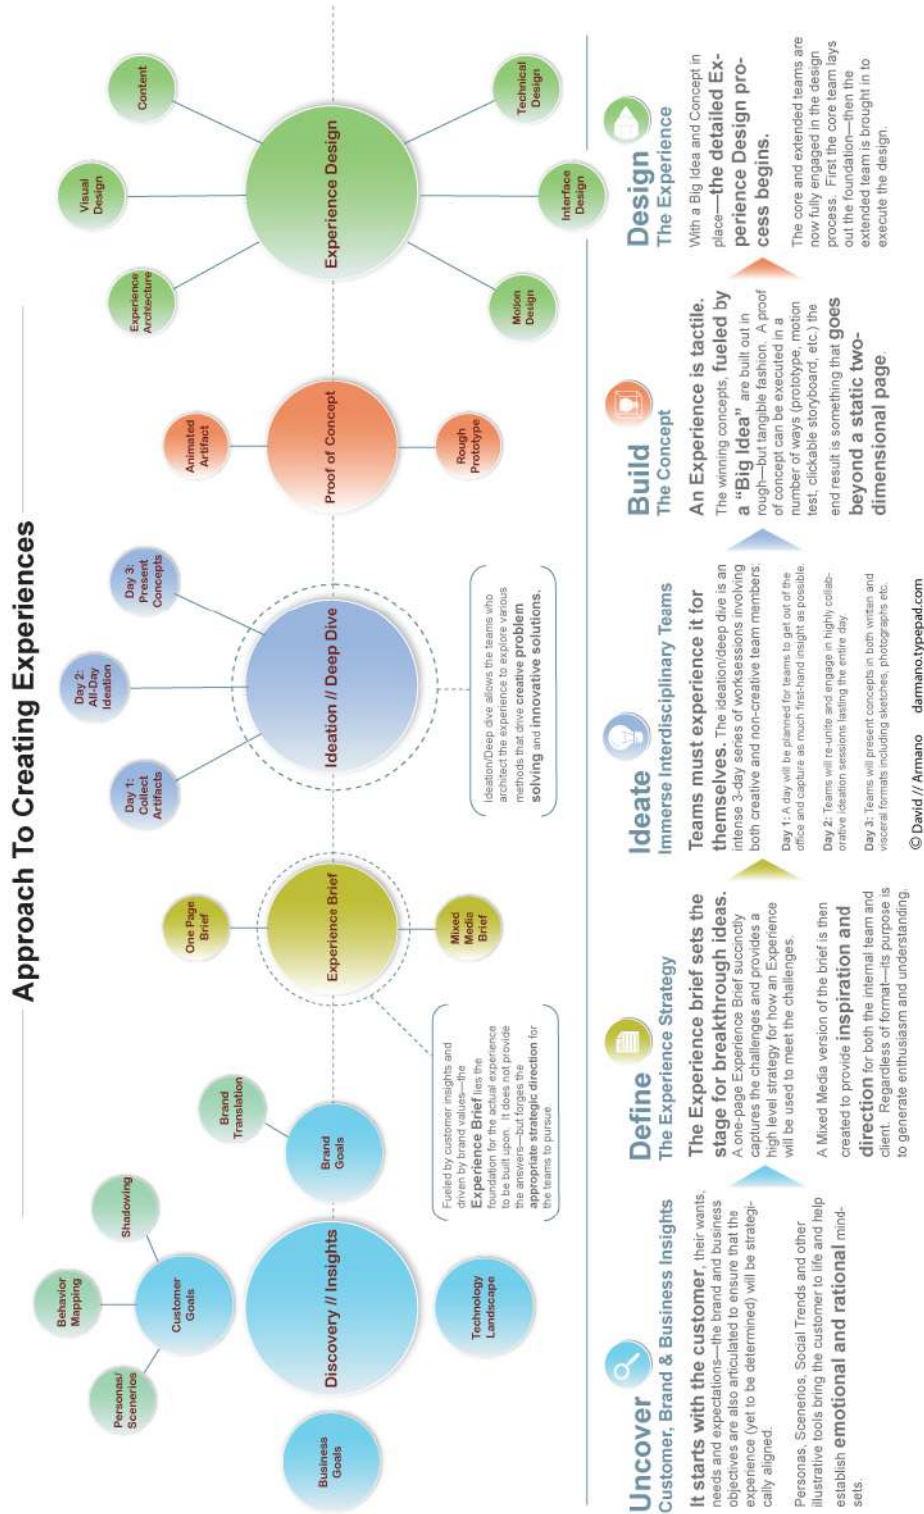 Approach To Creating Experiences
Personas/
Scenerios
Behavior
Mapping
Shadowing
Customer
Goals
Business
Goals
Discovery // Insights
Technology
Landscape
Brand
Translation
Brand
Goals
One Page
Brief
Experience Brief
Mixed
Media
Brief
Fueled by customer insights and
driven by brand values—the
Experience Brief lies the
foundation for the actual experience
to be built upon. It does not provide
the answers—but forges the
appropriate strategic direction for
the teams to pursue
Day 1:
Collect
Artifacts
Day 2:
All-Day
Ideation
Day 3:
Present
Concepts
Ideation // Deep Dive
Ideation/Deep dive allows the teams who
architect the experience to explore various
methods that drive creative problem
solving and innovative solutions.
Animated
Artifact
Proof of Concept
Rough
Prototype
Experience
Archtecture
Visual
Design
Content
Experience Design
Motion
Design
Interface
Design
Technical
Design
Uncover
Customer, Brand & Business Insights
It starts with the customer, their wants,
needs and expectations—the brand and business
objectives are also articulated to ensure that the
experience (yet to be determined) will be strategi-
cally aligned.
Personas, Scenerios, Social Trends and other
illustrative tools bring the customer to life and help
establish emotional and rational mind-
sets.
Define
The Experience Strategy
The Experience brief sets the
stage for breakthrough ideas.
A one-page Experience Brief succinctly
captures the challenges and provides a
high level strategy for how an Experience
will be used to meet the challenges.
A Mixed Media version of the brief is then
created to provide inspiration and
direction for both the internal team and
client. Regardless of format—its purpose is
to generate enthusiasm and understanding.
Ideate
Immerse Interdisciplinary Teams
Teams must experience it for
themselves. The ideation/deep dive is an
intense 3-day series of worksessions involving
both creative and non-creative team members:
Day 1: A day will be planned for teams to get out of the
office and capture as much first-hand insight as possible.
Day 2: Teams will re-unite and engage in highly collab-
orative ideation sessions lasting the entire day.
Day 3: Teams will present concepts in both written and
visceral formats including sketches, photographs etc.
Build
The Concept
An Experience is tactile.
The winning concepts, fueled by
a “Big Idea” are built out in
rough—but tangible fashion. A proof
of concept can be executed in a
number of ways (prototype, motion
test, clickable storyboard, etc.) the
end result is something that goes
beyond a static two-
dimensional page.
Design
The Experience
With a Big Idea and Concept in
place—the detailed Ex-
perience Design pro-
cess begins.
The core and extended teams are
now fully engaged in the design
process. First the core team lays
out the foundation—then the
extended team is brought in to
execute the design.
© David // Armano darmano.typepad.com